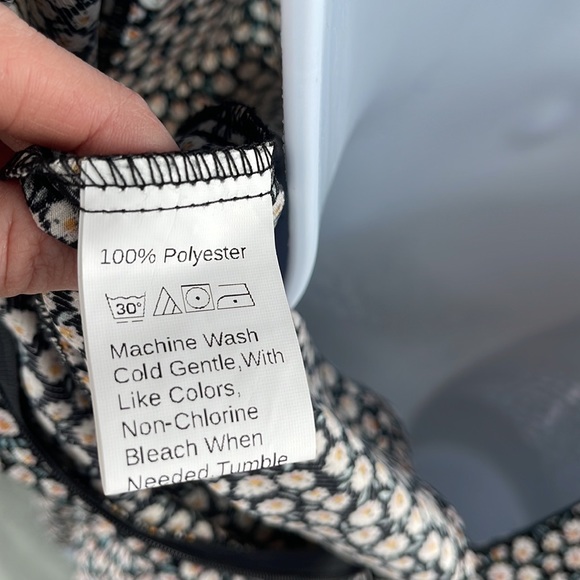 100% Polyester
30°
Machine Wash
Cold Gentle,With
Like Colors,
Non-Chlorine
Bleach When
Needed Tumble